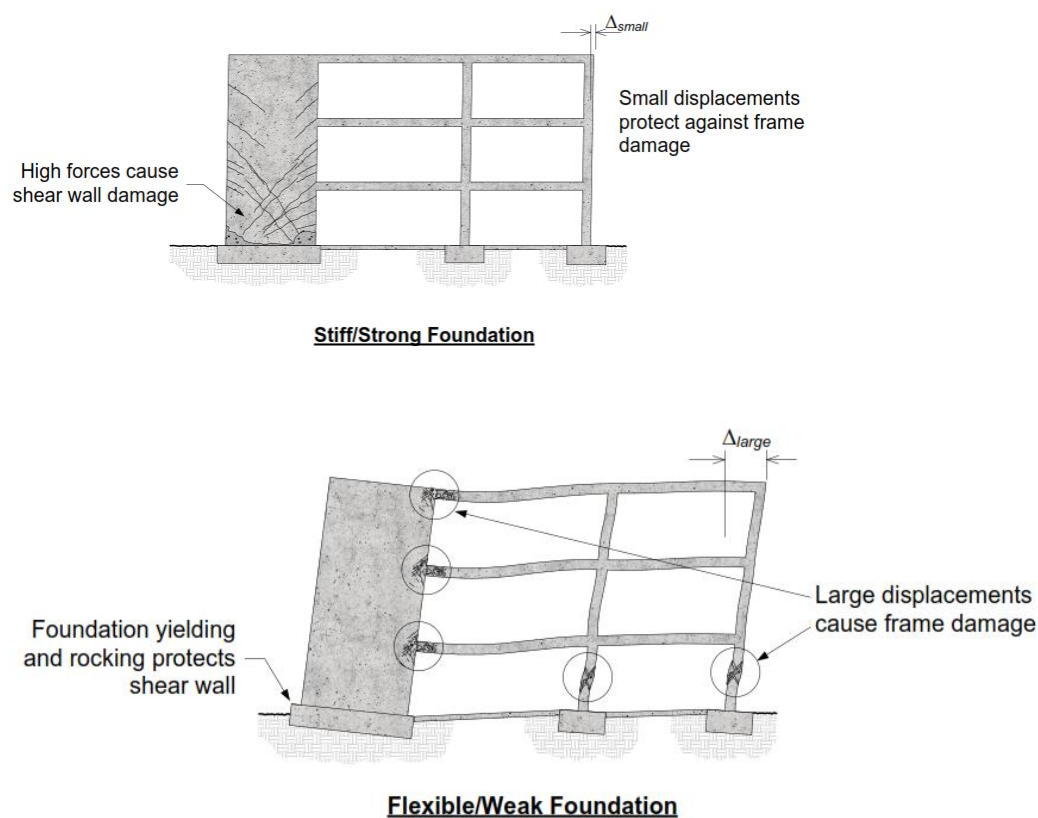 Δsmall
Small displacements
protect against frame
damage
High forces cause
shear wall damage
Stiff/Strong Foundation
Δlarge
Large displacements
cause frame damage
Foundation yielding
and rocking protects
shear wall
Flexible/Weak Foundation